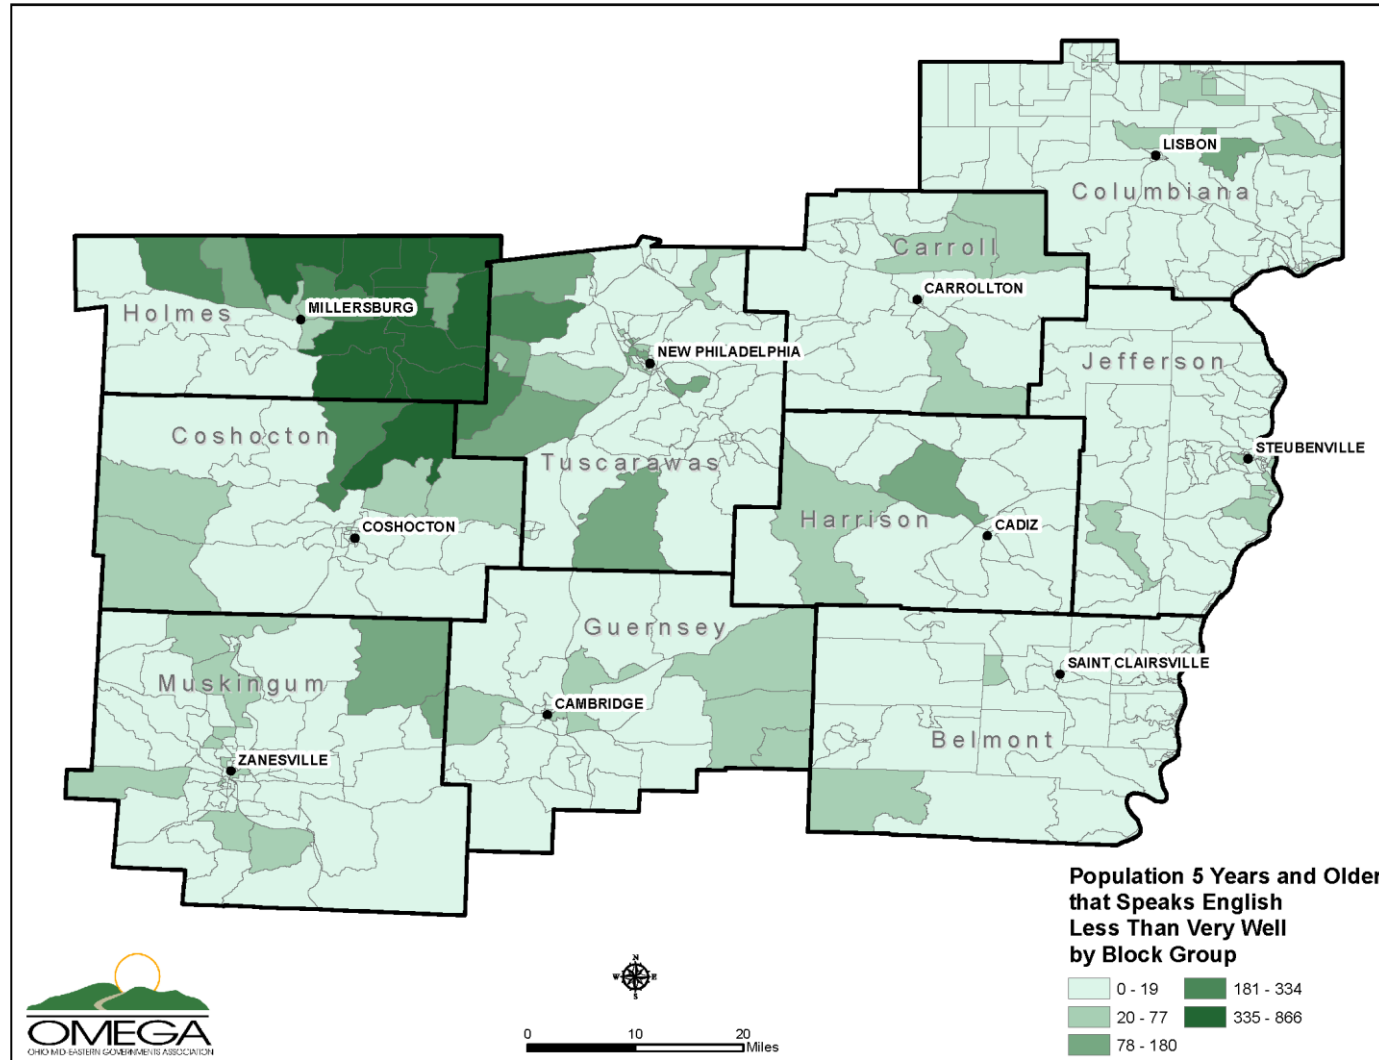 LISBON
Columbiana
Carroll
CARROLLTON
Holmes
MILLERSBURG
NEW PHILADELPHIA
Jefferson
Coshocton
Tuscarawas
STEUBENVILLE
COSHOCTON
Harrison
CADIZ
Guernsey
Muskingum
SAINT CLAIRSVILLE
CAMBRIDGE
Belmont
ZANESVILLE
Population 5 Years and Older
that Speaks English
Less Than Very Well
by Block Group
0 - 19
181 - 334
20 - 77
335 - 866
78 - 180
N
W E
S
0 10 20
Miles
OMEGA
OHIO MID-EASTERN GOVERNMENTS ASSOCIATION